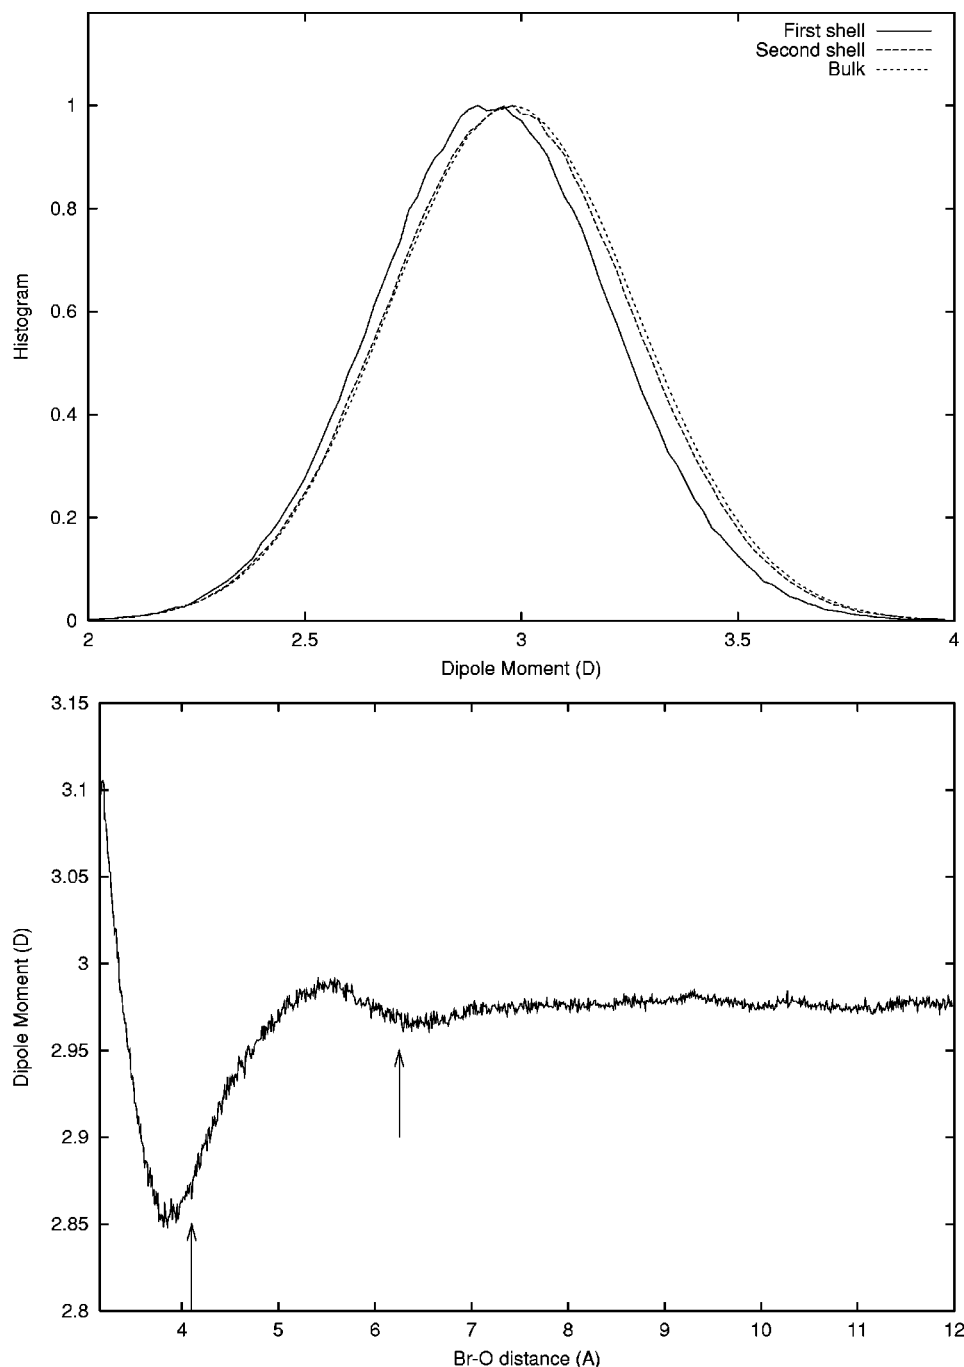 First shell
Second shell
Bulk
1
0.8
0.6
0.4
0.2
0
Histogram
2 2.5 3 3.5 4
Dipole Moment (D)
3.15
3.1
3.05
3
2.95
2.9
2.85
2.8
Dipole Moment (D)
4 5 6 7 8 9 10 11 12
Br-O distance (A)